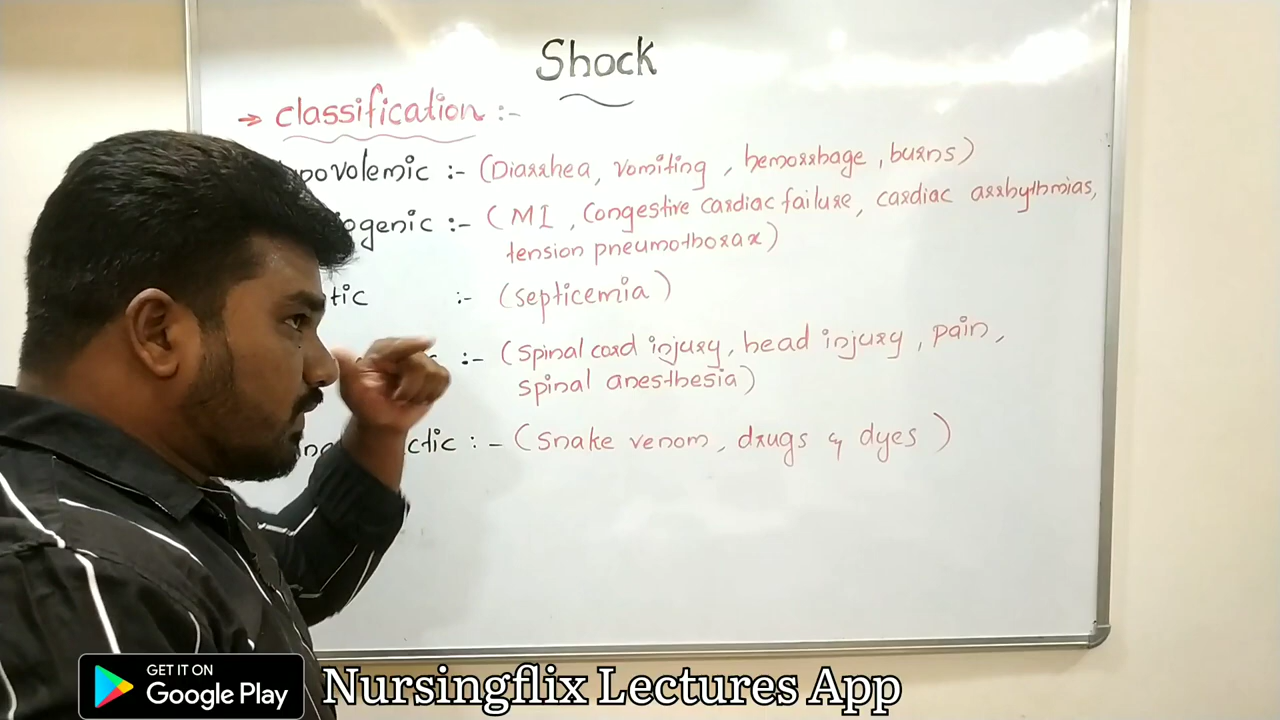 Shock
→ classification :-
povolemic :- (Diarrhea, vomiting, hemorrhage, burns)
ogenic :- (MI, Congestive cardiac failure, cardiac arrhythmias,
tension pneumothorax)
tic :- (septicemia)
:- (spinal cord injury, head injury, pain,
spinal anesthesia)
ctic :- (snake venom, drugs & dyes)
GET IT ON
Google Play
Nursingflix Lectures App